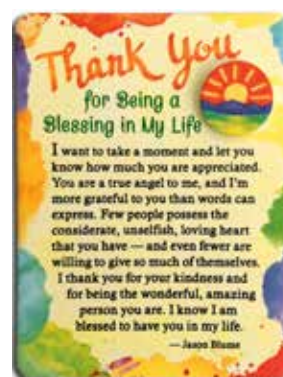 Thank You
for Being a
Blessing in My Life
I want to take a moment and let you
know how much you are appreciated.
You are a true angel to me, and I'm
more grateful to you than words can
express. Few people possess the
considerate, unselfish, loving heart
that you have — and even fewer are
willing to give so much of themselves.
I thank you for your kindness and
for being the wonderful, amazing
person you are. I know I am
blessed to have you in my life.
— Jason Blume